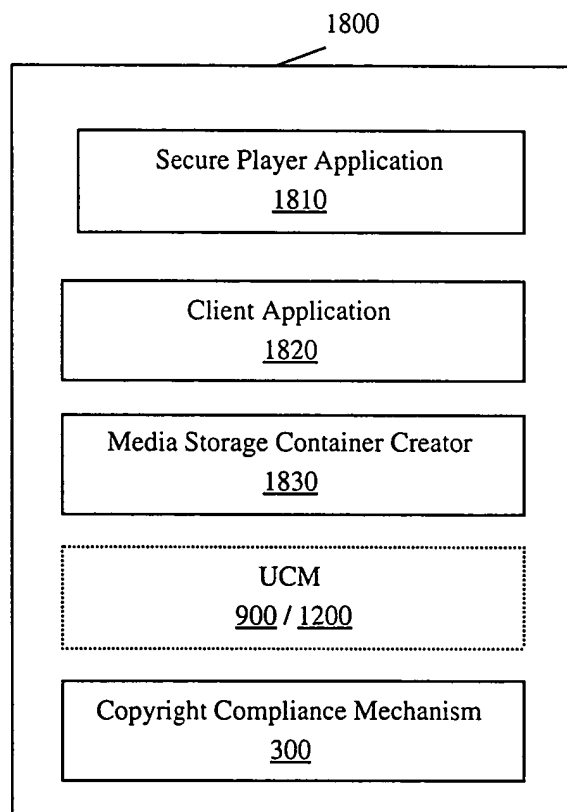 1800
Secure Player Application
1810
Client Application
1820
Media Storage Container Creator
1830
UCM
900 / 1200
Copyright Compliance Mechanism
300